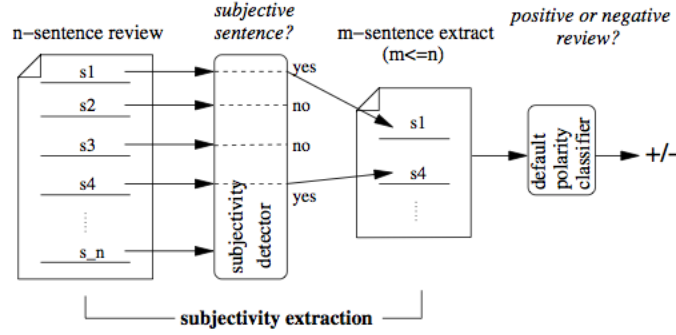 subjective
sentence?
positive or negative
review?
n-sentence review
m-sentence extract
(m<=n)
s1
s2
s3
s4
s_n
subjectivity
detector
yes
no
no
yes
s1
s4
default
polarity
classifier
+/-
subjectivity extraction